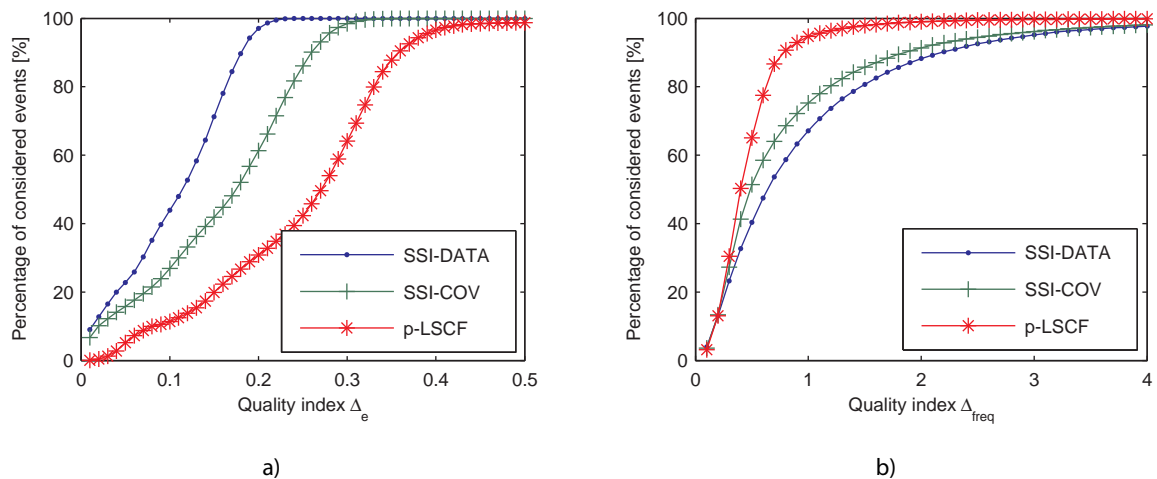 100
80
60
40
20
0
0
0.1
0.2
0.3
0.4
0.5
Percentage of considered events [%]
Quality index Δe
SSI-DATA
SSI-COV
p-LSCF
a)
100
80
60
40
20
0
0
1
2
3
4
Percentage of considered events [%]
Quality index Δfreq
SSI-DATA
SSI-COV
p-LSCF
b)